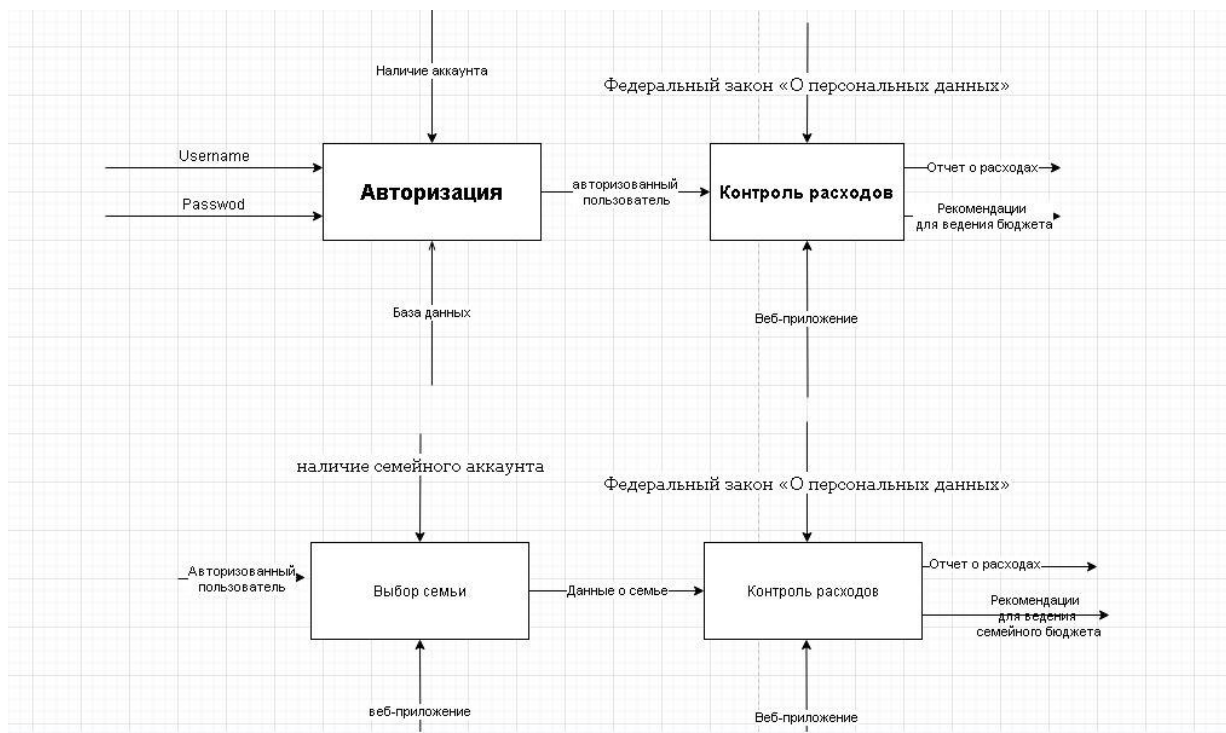 Наличие аккаунта
Федеральный закон «О персональных данных»
Username
Passwod
Авторизация
авторизованный
пользователь
Контроль расходов
Отчет о расходах
Рекомендации
для ведения бюджета
База данных
Веб-приложение
наличие семейного аккаунта
Федеральный закон «О персональных данных»
Авторизованный
пользователь
Выбор семьи
Данные о семье
Контроль расходов
Отчет о расходах
Рекомендации
для ведения
семейного бюджета
веб-приложение
Веб-приложение